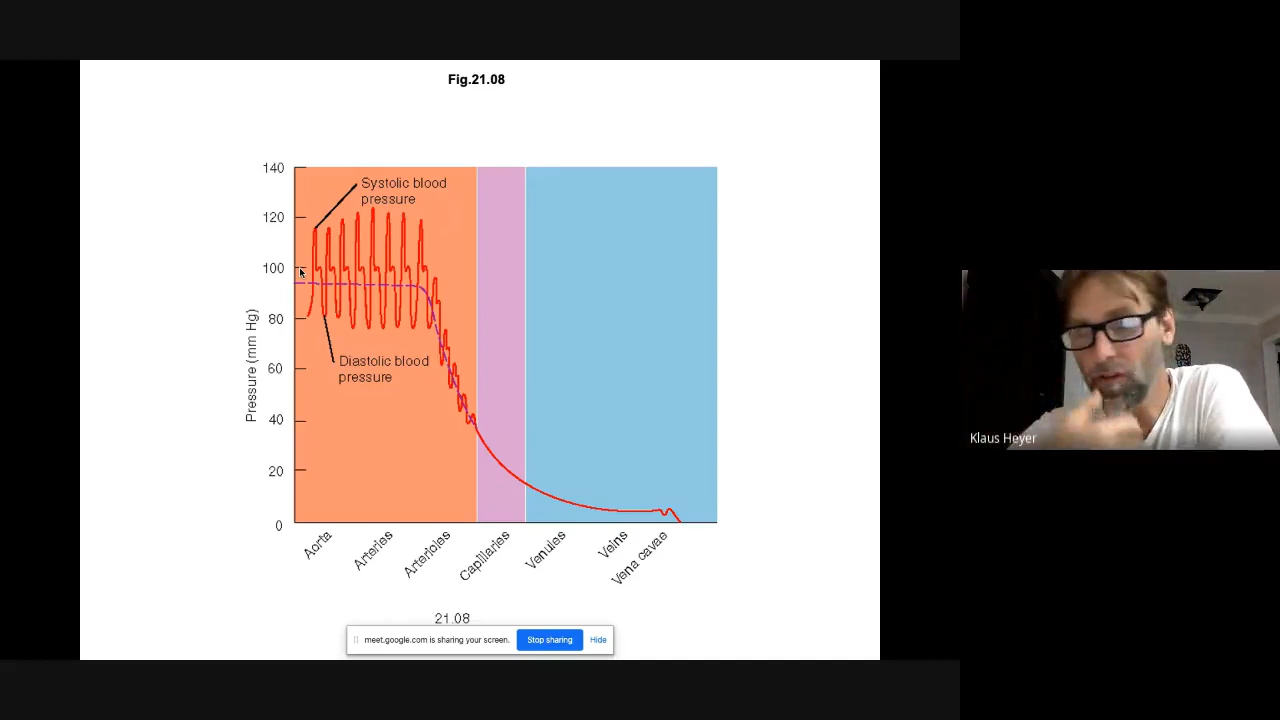 Fig.21.08
140
Systolic blood
pressure
120
100
80
Diastolic blood
pressure
60
Pressure (mm Hg)
40
20
0
Aorta
Arteries
Arterioles
Capillaries
Venules
Veins
Vena cavae
21.08
meet.google.com is sharing your screen.
Stop sharing
Hide
Klaus Heyer